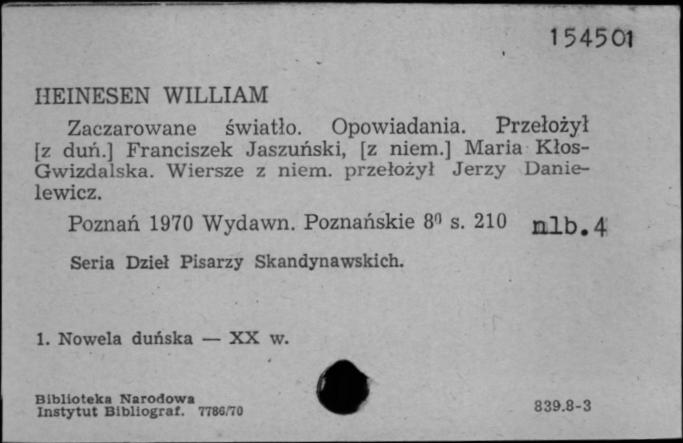 154501
HEINESEN WILLIAM
Zaczarowane światło. Opowiadania. Przełożył
[z duń.] Franciszek Jaszuński, [z niem.] Maria Kłos-
Gwizdalska. Wiersze z niem. przełożył Jerzy Danie-
lewicz.
Poznań 1970 Wydawn. Poznańskie 8⁰ s. 210 nlb. 4
Seria Dzieł Pisarzy Skandynawskich.
1. Nowela duńska — XX w.
Biblioteka Narodowa
Instytut Bibliograf. 7786/70
839.8-3